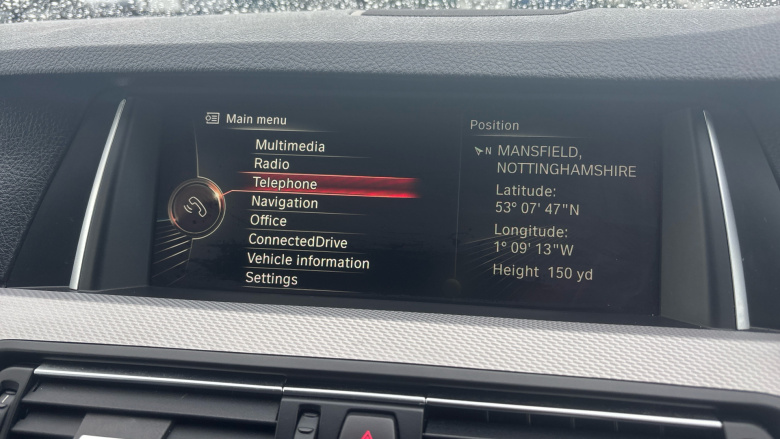 Main menu
Multimedia
Radio
Telephone
Navigation
Office
ConnectedDrive
Vehicle information
Settings
Position
N MANSFIELD,
NOTTINGHAMSHIRE
Latitude:
53° 07' 47"N
Longitude:
1° 09' 13"W
Height 150 yd